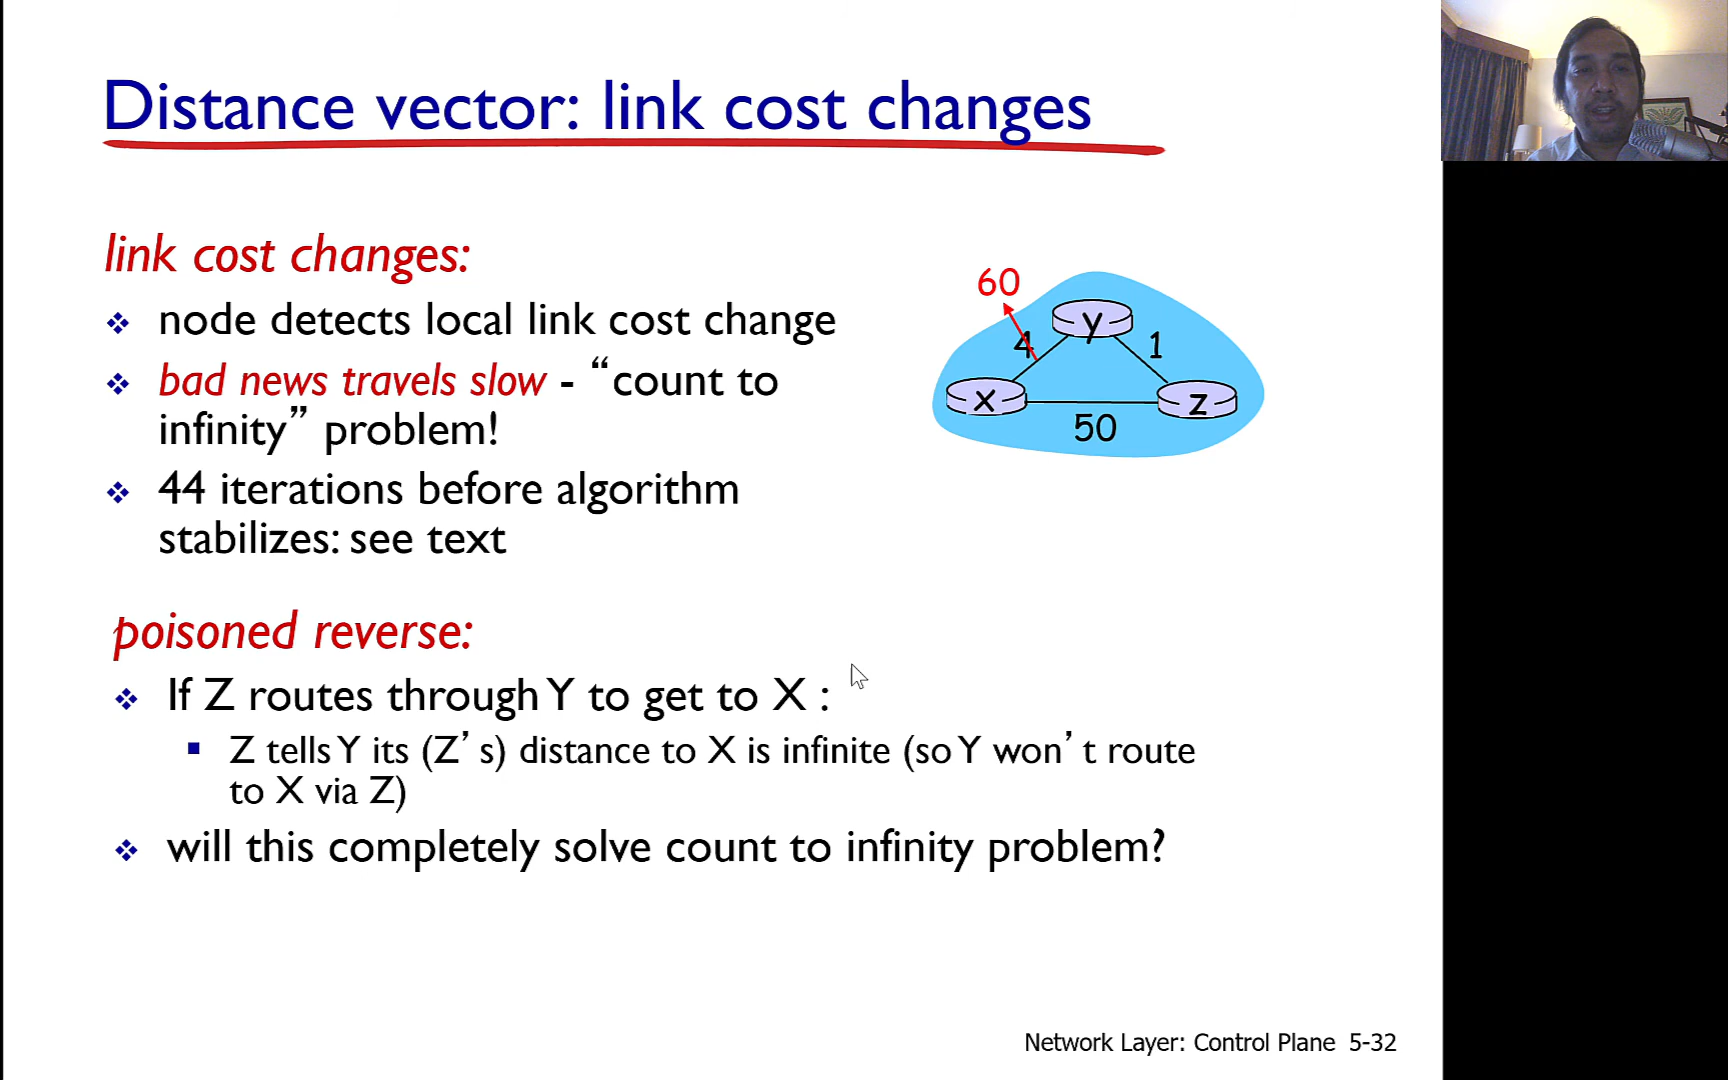 Distance vector: link cost changes
link cost changes:
❖ node detects local link cost change
❖ bad news travels slow - “count to
infinity” problem!
❖ 44 iterations before algorithm
stabilizes: see text
60
4
y
1
x
z
50
poisoned reverse:
❖ If Z routes through Y to get to X :
▪ Z tells Y its (Z’s) distance to X is infinite (so Y won’t route
to X via Z)
❖ will this completely solve count to infinity problem?
Network Layer: Control Plane 5-32